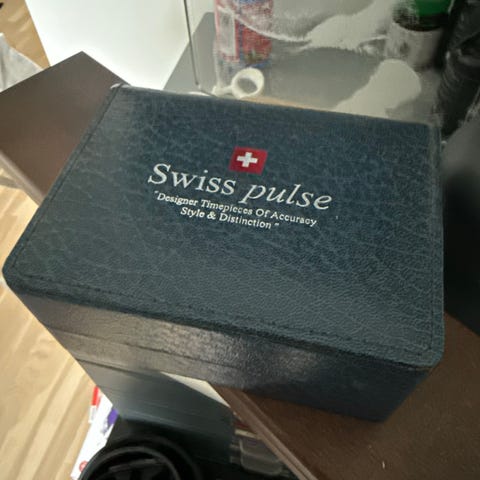 Swiss pulse
"Designer Timepieces Of Accuracy
Style & Distinction"